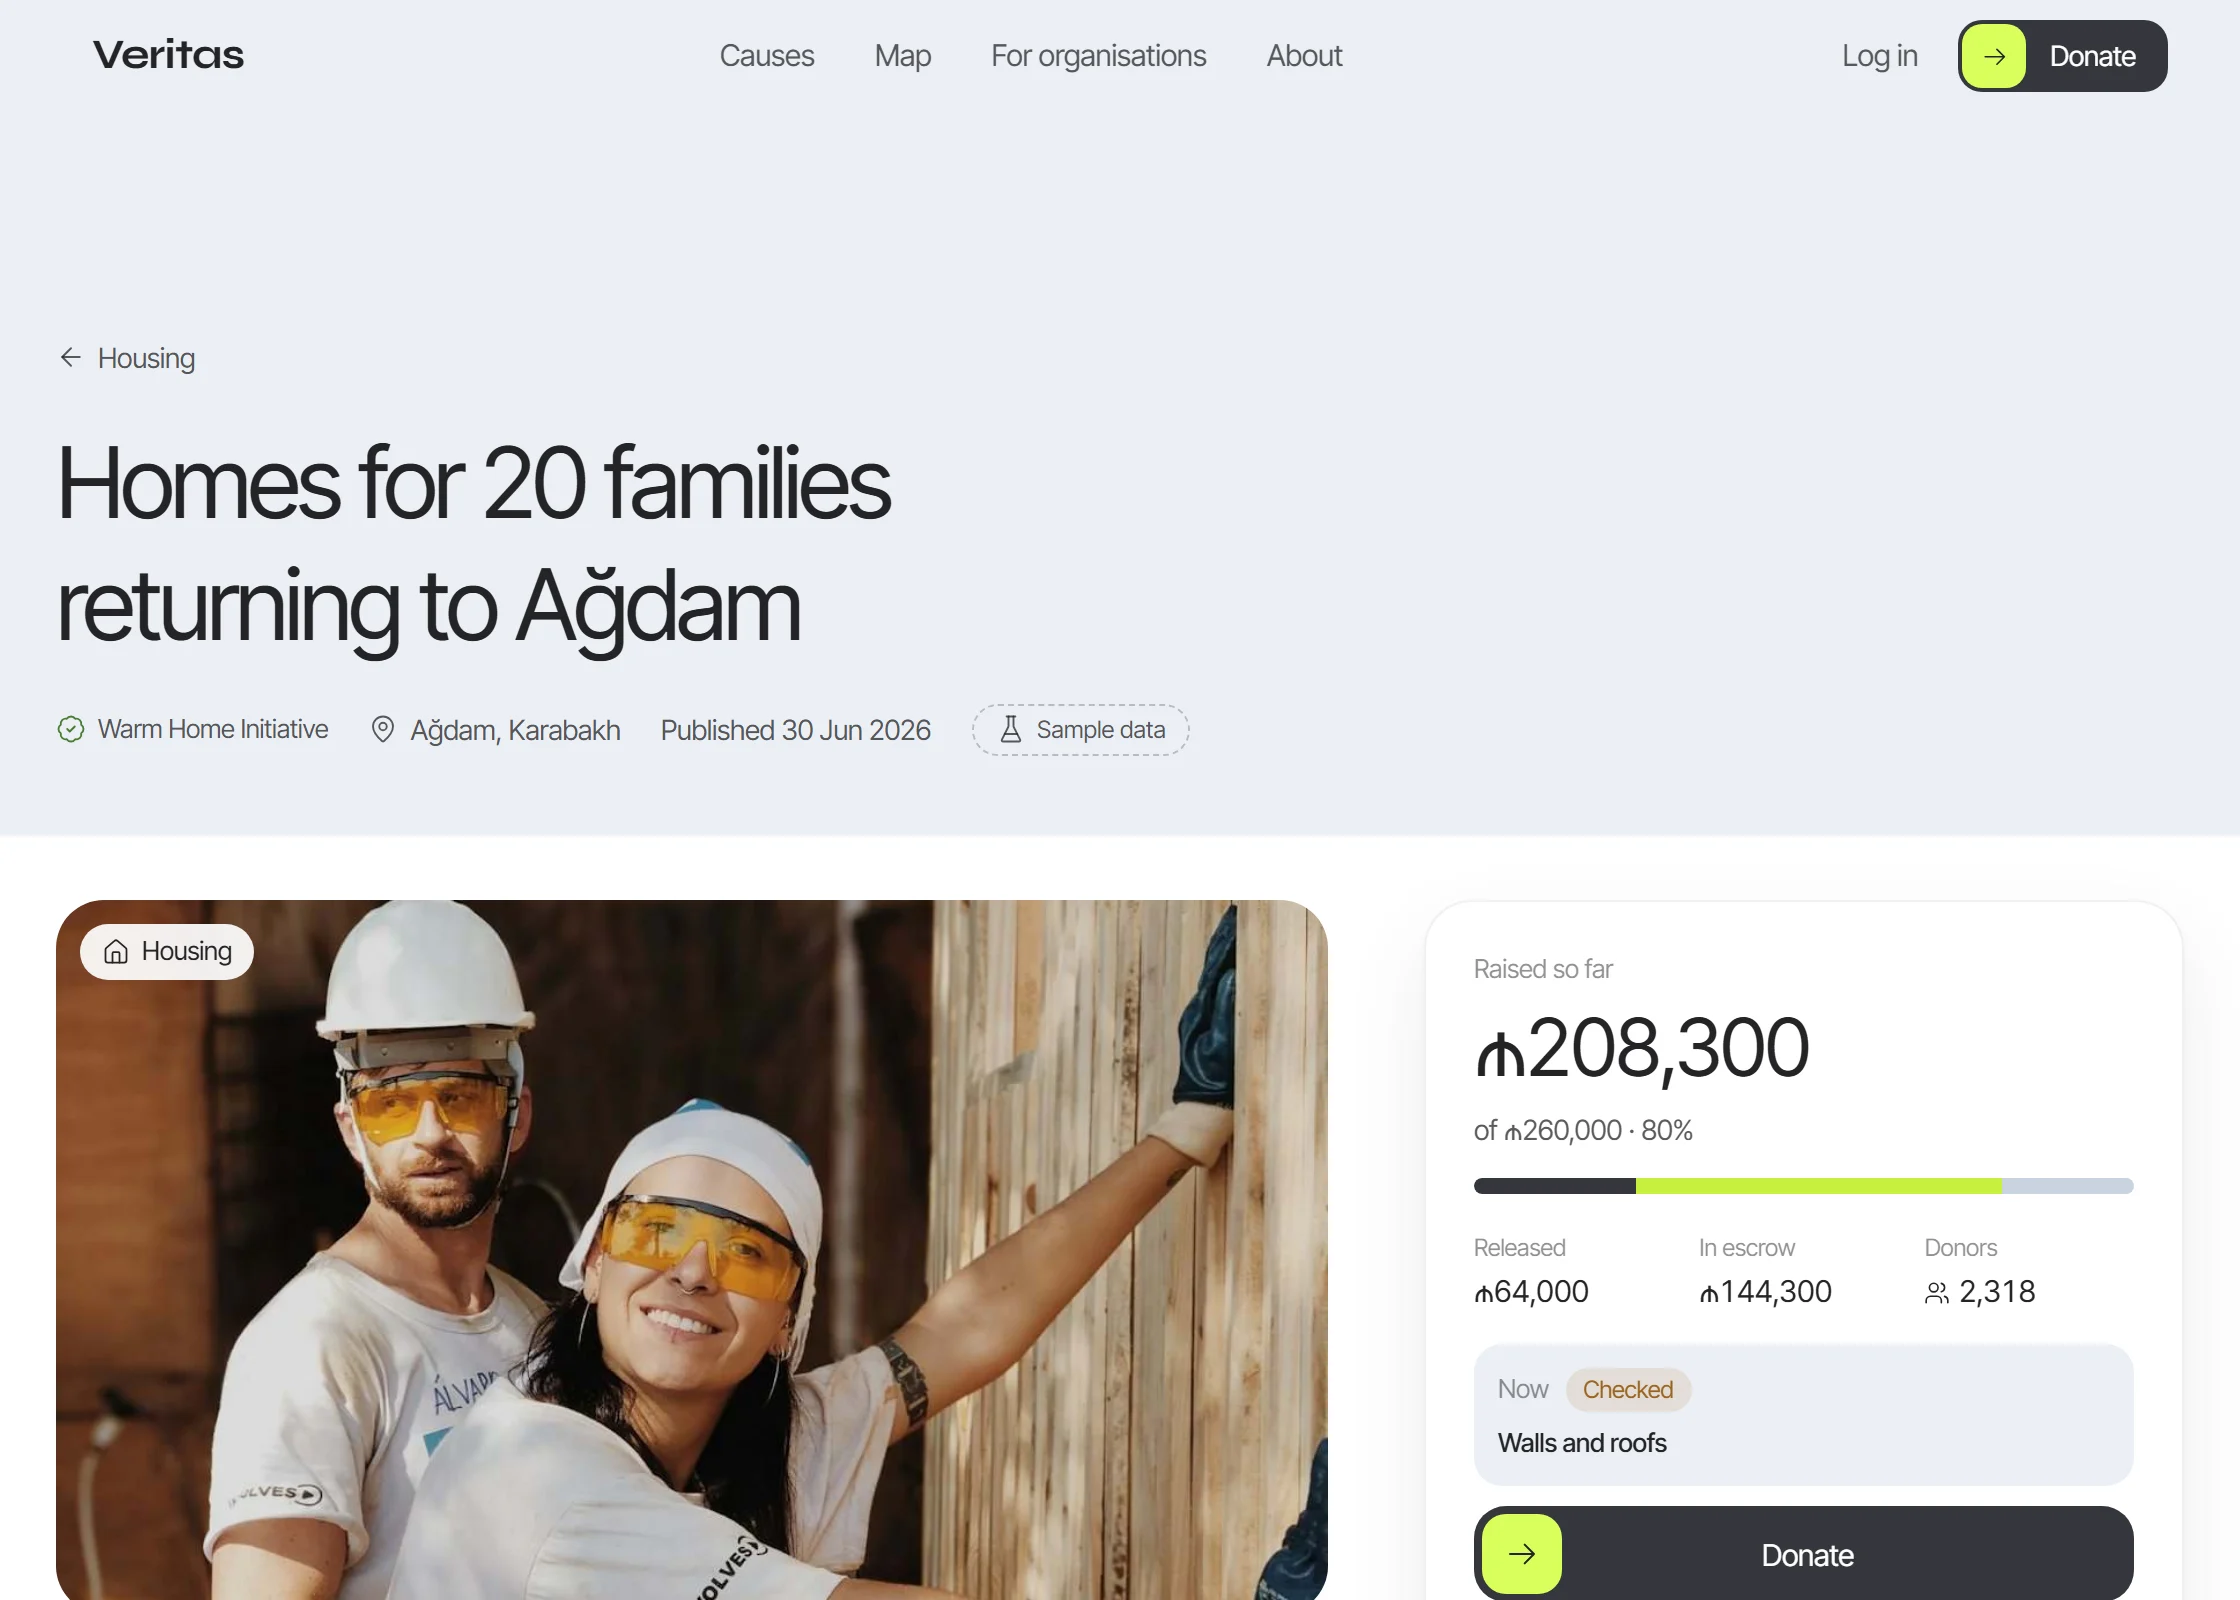 Veritas
Causes
Map
For organisations
About
Log in
Donate
Housing
Homes for 20 families
returning to Ağdam
Warm Home Initiative
Ağdam, Karabakh
Published 30 Jun 2026
Sample data
Housing
Raised so far
₼208,300
of ₼260,000 · 80%
Released
In escrow
Donors
₼64,000
₼144,300
2,318
Now
Checked
Walls and roofs
Donate